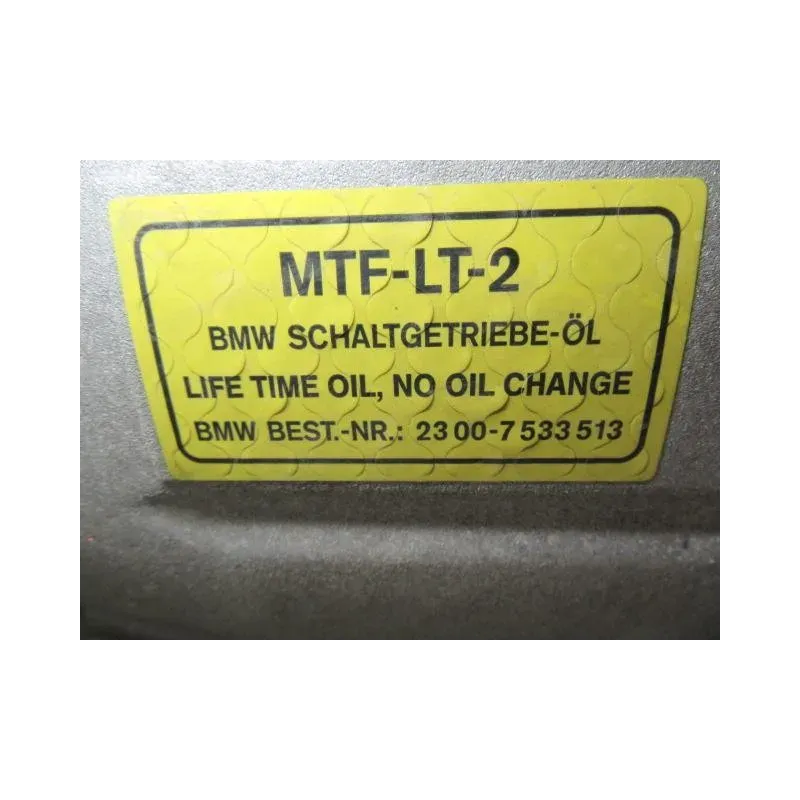 MTF-LT-2
BMW SCHALTGETRIEBE-ÖL
LIFE TIME OIL, NO OIL CHANGE
BMW BEST.-NR.: 23 00-7 533 513